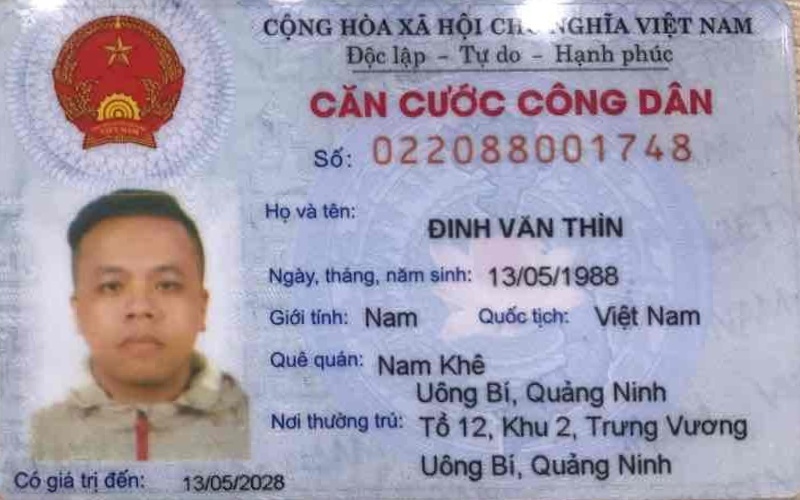 CỘNG HÒA XÃ HỘI CHỦ NGHĨA VIỆT NAM
Độc lập – Tự do – Hạnh phúc
CĂN CƯỚC CÔNG DÂN
Số: 022088001748
Họ và tên:
ĐINH VĂN THÌN
Ngày, tháng, năm sinh: 13/05/1988
Giới tính: Nam Quốc tịch: Việt Nam
Quê quán: Nam Khê
Uông Bí, Quảng Ninh
Nơi thường trú: Tổ 12, Khu 2, Trưng Vương
Uông Bí, Quảng Ninh
Có giá trị đến: 13/05/2028
VIỆT NAM